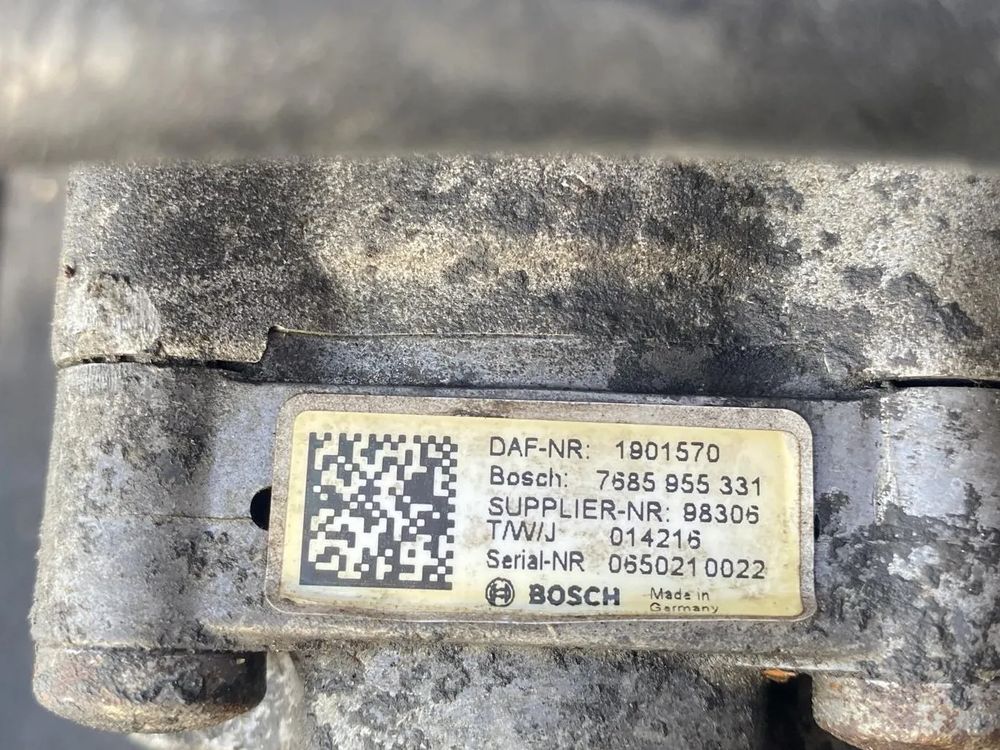 DAF-NR: 1901570
Bosch: 7685 955 331
SUPPLIER-NR: 98306
T/W/J 014216
Serial-NR 0650210022
BOSCH Made in
Germany